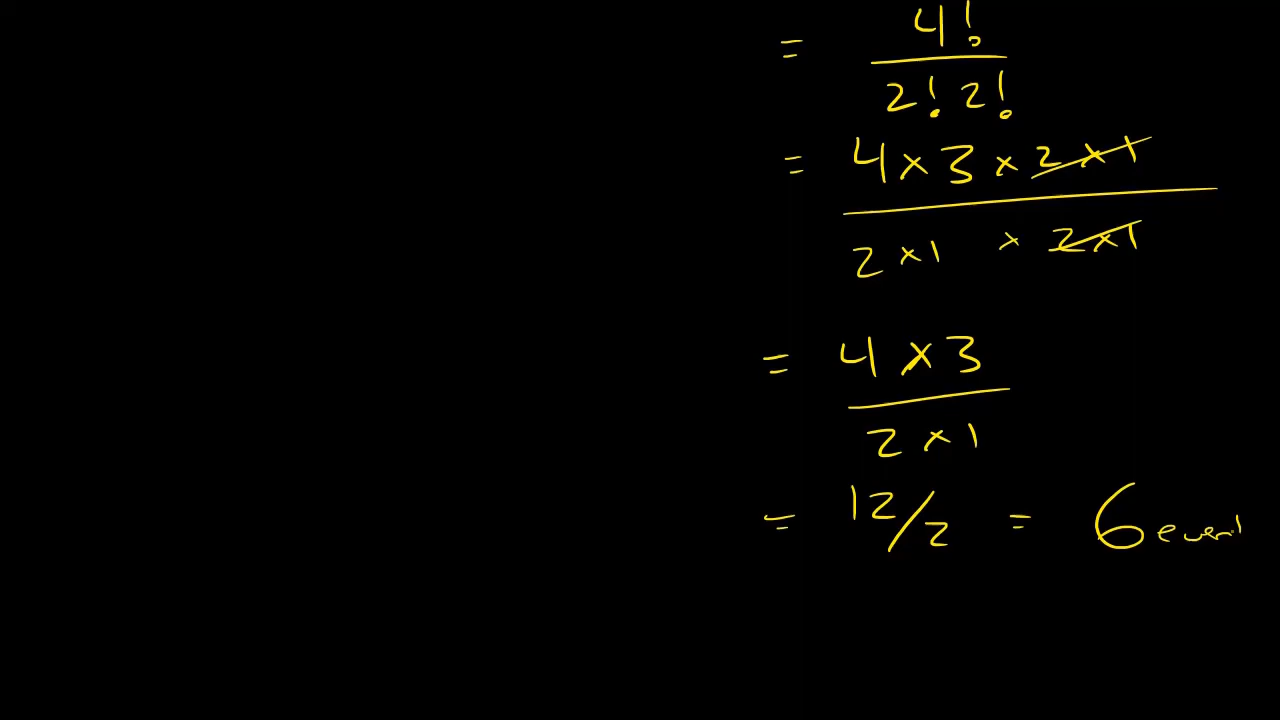 = 4!
2! 2!
= 4 × 3 × 2 × 1
2 × 1 × 2 × 1
= 4 × 3
2 × 1
= 12/2 = 6